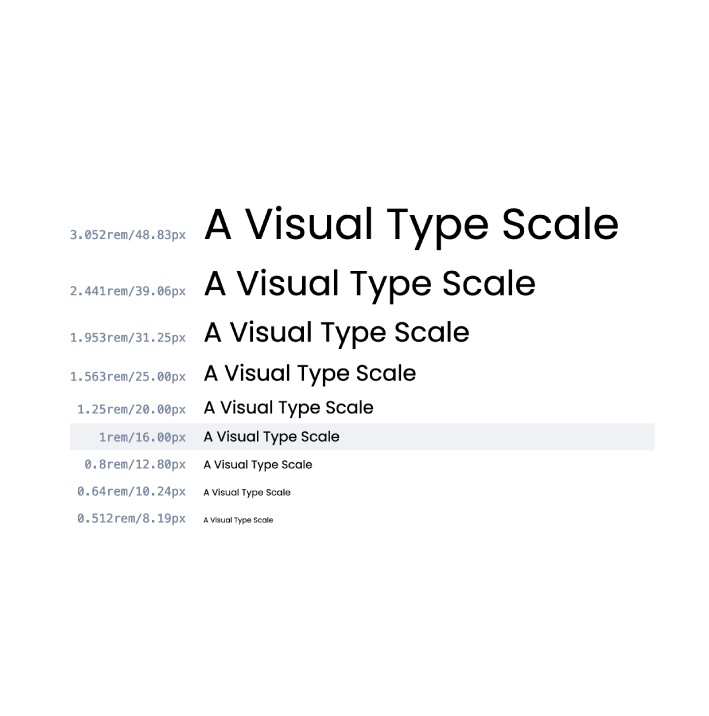 3.052rem/48.83px A Visual Type Scale
2.441rem/39.06px A Visual Type Scale
1.953rem/31.25px A Visual Type Scale
1.563rem/25.00px A Visual Type Scale
1.25rem/20.00px A Visual Type Scale
1rem/16.00px A Visual Type Scale
0.8rem/12.80px A Visual Type Scale
0.64rem/10.24px A Visual Type Scale
0.512rem/8.19px A Visual Type Scale